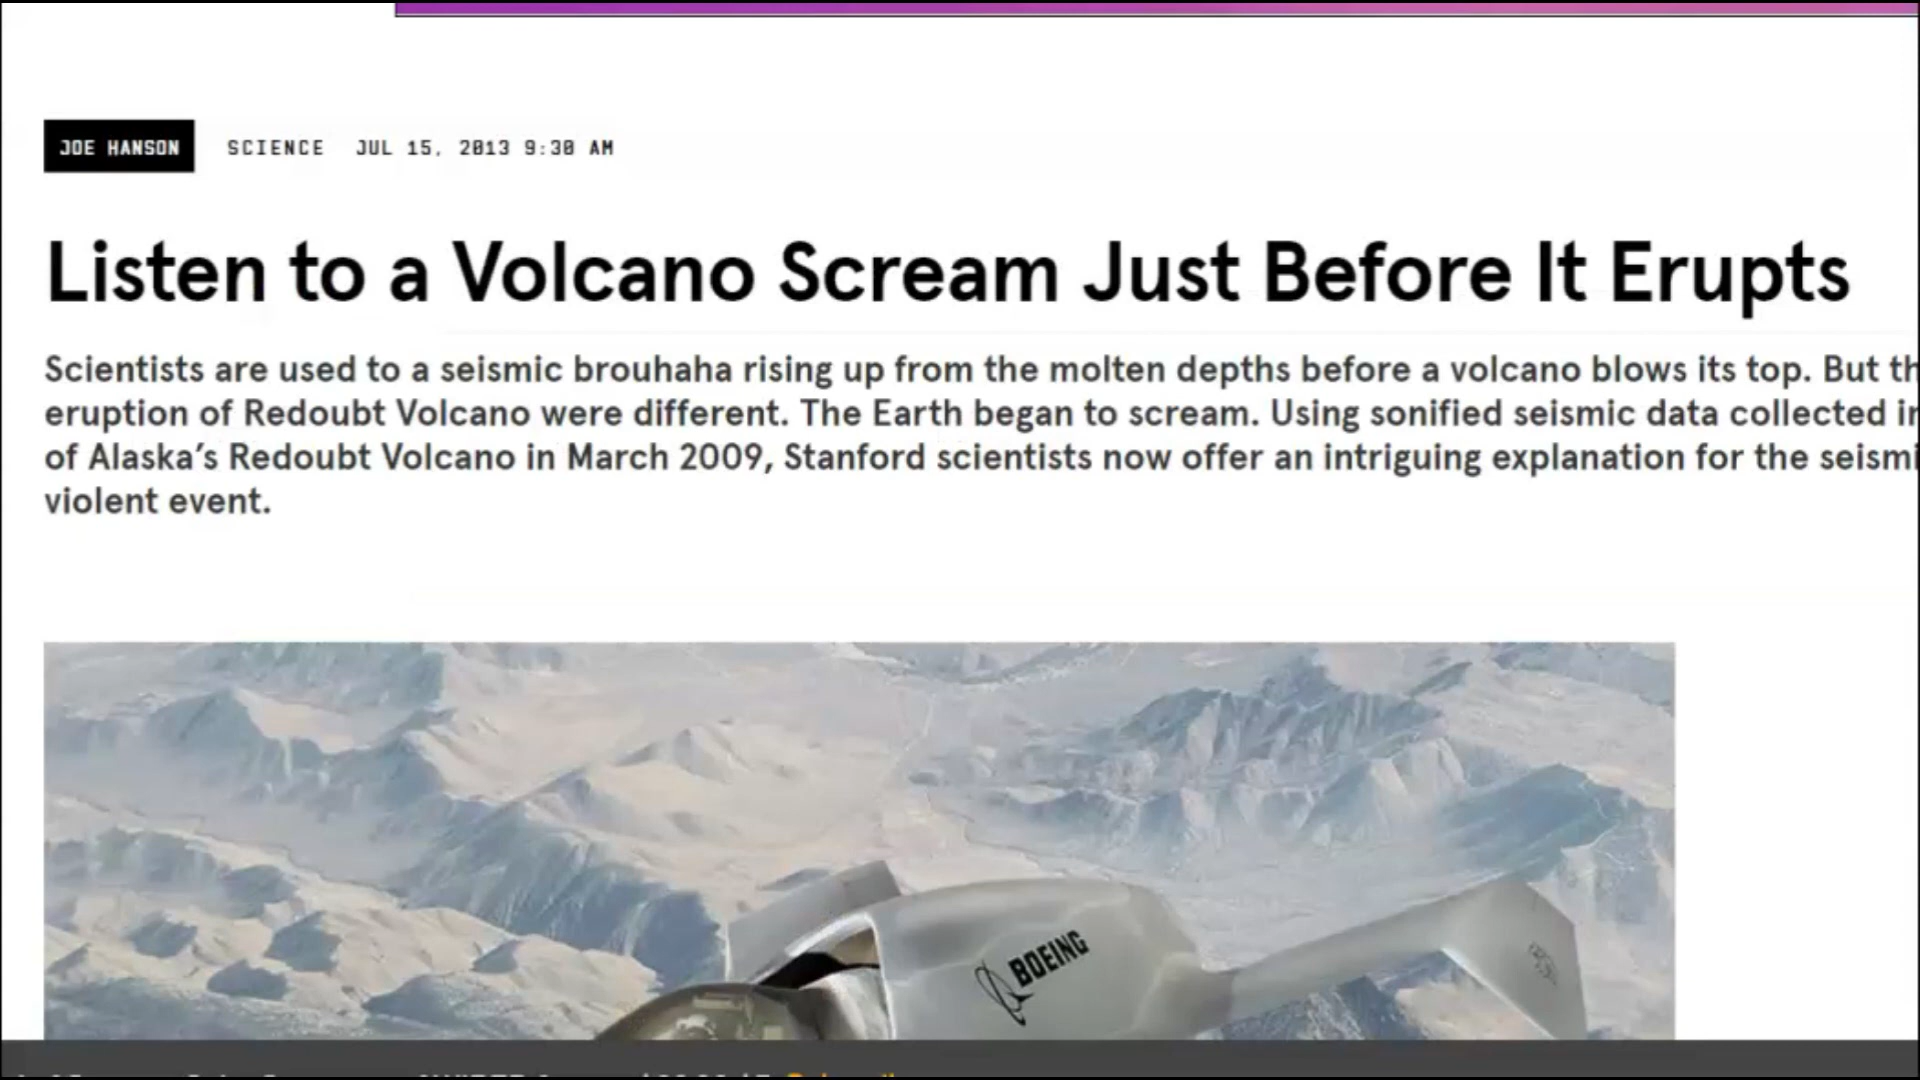 JOE HANSON SCIENCE JUL 15, 2013 9:30 AM
Listen to a Volcano Scream Just Before It Erupts
Scientists are used to a seismic brouhaha rising up from the molten depths before a volcano blows its top. But
eruption of Redoubt Volcano were different. The Earth began to scream. Using sonified seismic data collected
of Alaska’s Redoubt Volcano in March 2009, Stanford scientists now offer an intriguing explanation for the
violent event.
BOEING